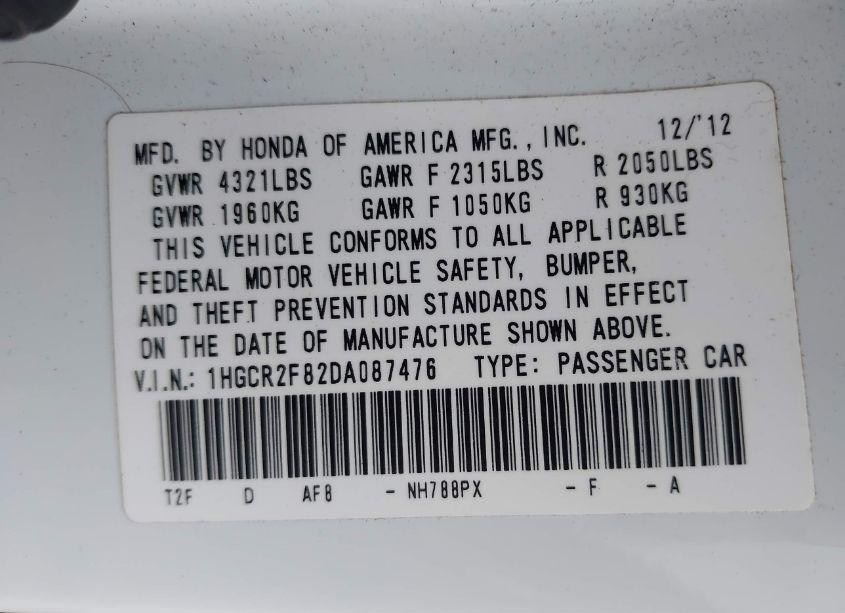 MFD. BY HONDA OF AMERICA MFG., INC. 12/'12
GVWR 4321LBS GAWR F 2315LBS R 2050LBS
GVWR 1960KG GAWR F 1050KG R 930KG
THIS VEHICLE CONFORMS TO ALL APPLICABLE
FEDERAL MOTOR VEHICLE SAFETY, BUMPER,
AND THEFT PREVENTION STANDARDS IN EFFECT
ON THE DATE OF MANUFACTURE SHOWN ABOVE.
V.I.N.: 1HGCR2F82DA087476 TYPE: PASSENGER CAR
T2F D AF8 - NH788PX - F - A